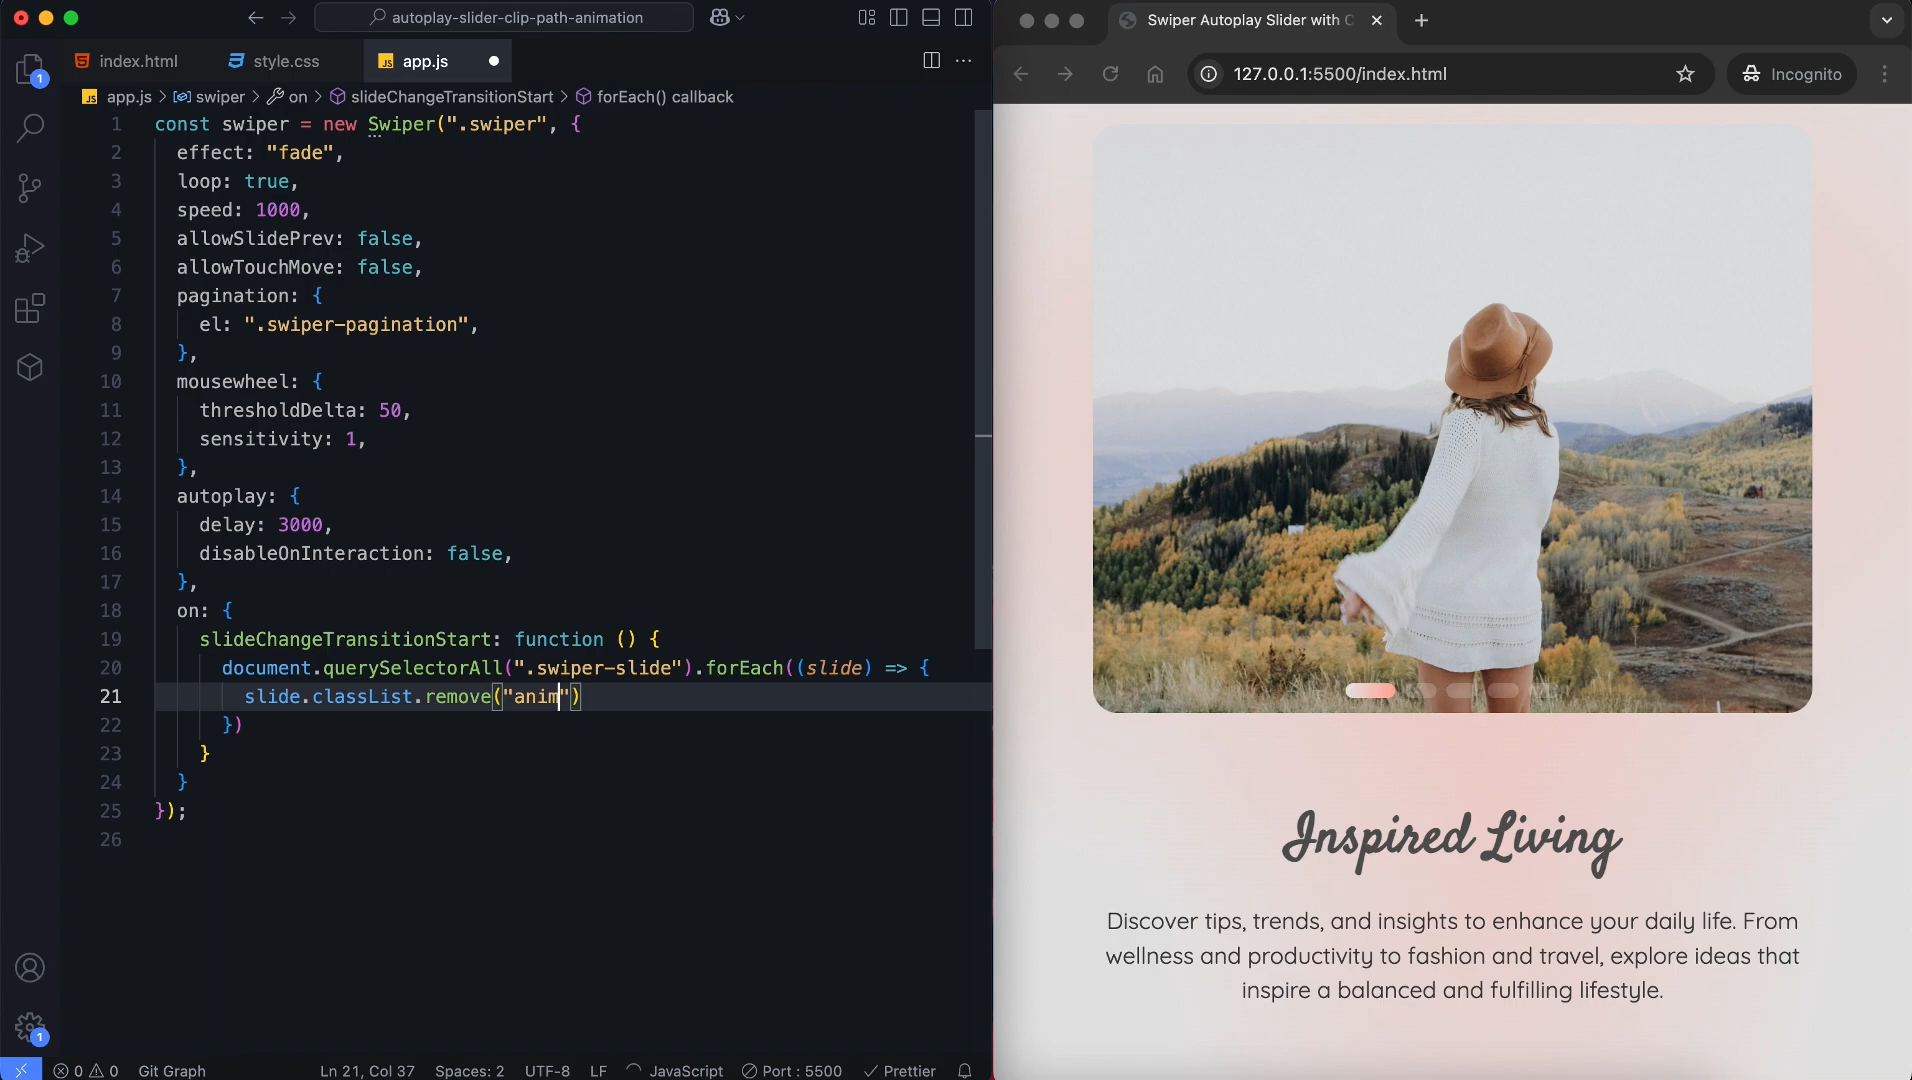 autoplay-slider-clip-path-animation
index.html
style.css
JS app.js
JS app.js > swiper > on > slideChangeTransitionStart > forEach() callback
1 const swiper = new Swiper(".swiper", {
2 effect: "fade",
3 loop: true,
4 speed: 1000,
5 allowSlidePrev: false,
6 allowTouchMove: false,
7 pagination: {
8 el: ".swiper-pagination",
9 },
10 mousewheel: {
11 thresholdDelta: 50,
12 sensitivity: 1,
13 },
14 autoplay: {
15 delay: 3000,
16 disableOnInteraction: false,
17 },
18 on: {
19 slideChangeTransitionStart: function () {
20 document.querySelectorAll(".swiper-slide").forEach((slide) => {
21 slide.classList.remove("anim")
22 })
23 }
24 }
25 });
26
1
1
0 0 Git Graph Ln 21, Col 37 Spaces: 2 UTF-8 LF JavaScript Port : 5500 Prettier
Swiper Autoplay Slider with C
127.0.0.1:5500/index.html
Incognito
Inspired Living
Discover tips, trends, and insights to enhance your daily life. From
wellness and productivity to fashion and travel, explore ideas that
inspire a balanced and fulfilling lifestyle.